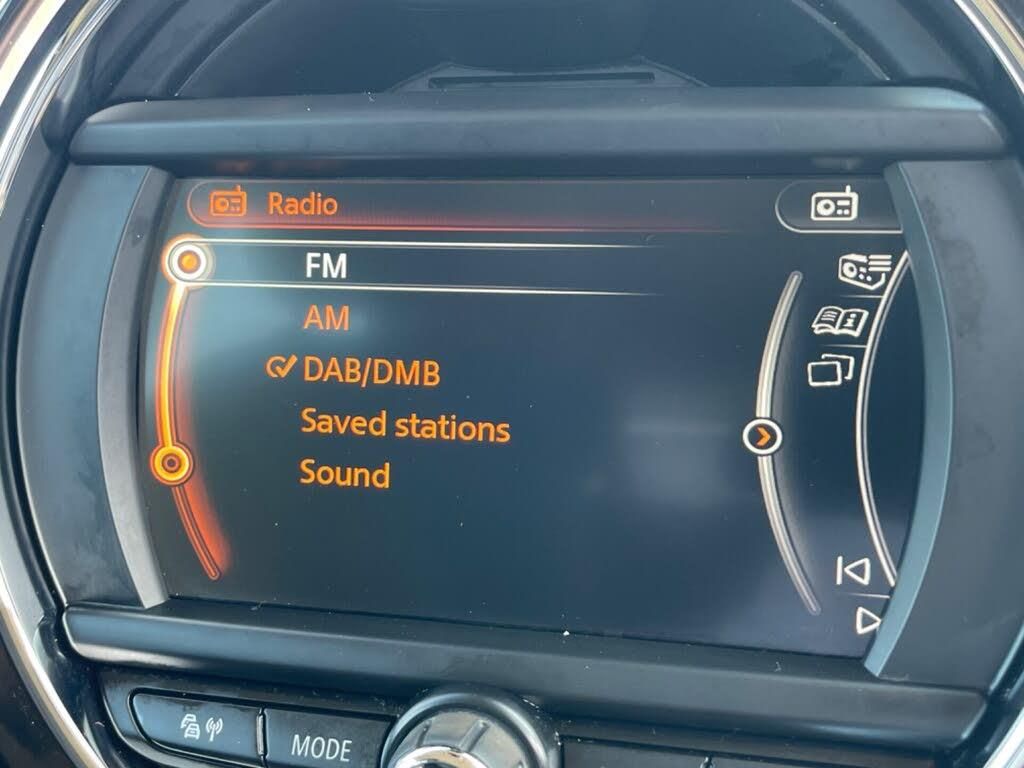 Radio
FM
AM
DAB/DMB
Saved stations
Sound
MODE